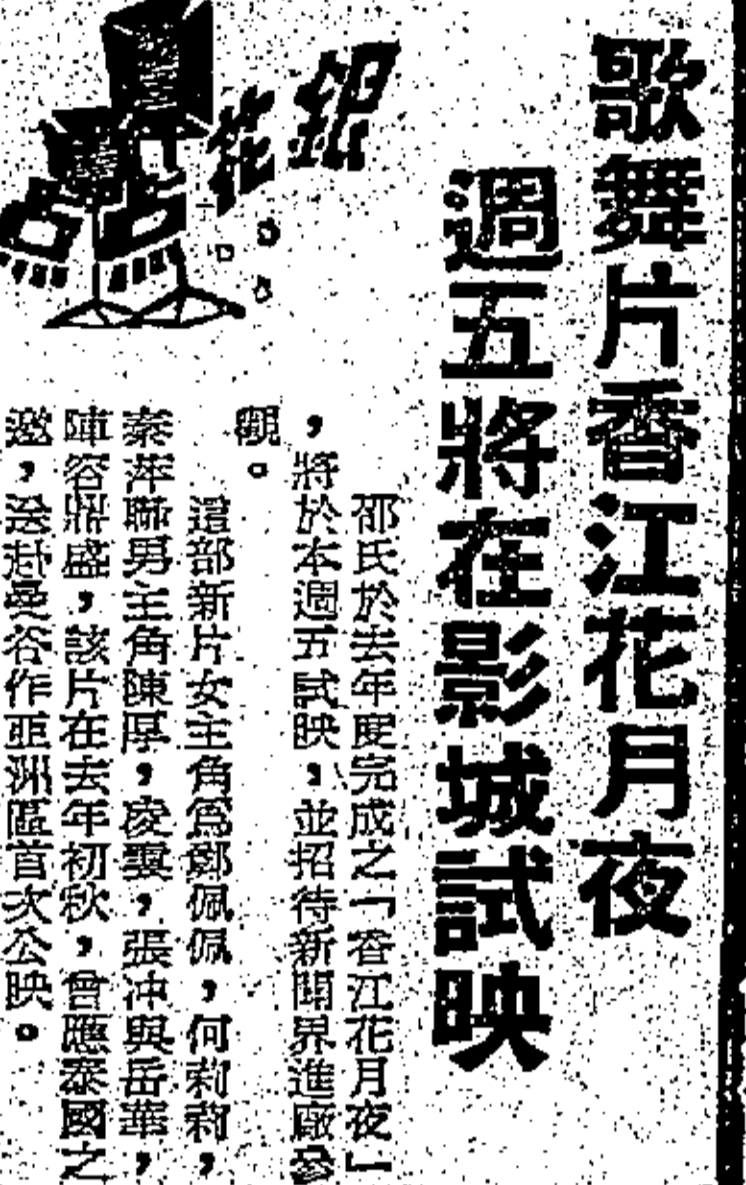 歌舞片香江花月夜
週五將在影城試映
銀花
邵氏於去年度完成之「香江花月夜」
，將於本週五試映，並招待新聞界進廠參
觀。
這部新片女主角為鄭佩佩，何莉莉，
秦萍聯男主角陳厚，凌雲，張冲與岳華，
陣容鼎盛，該片在去年初秋，曾應泰國之
邀，送赴曼谷作亞洲區首次公映。